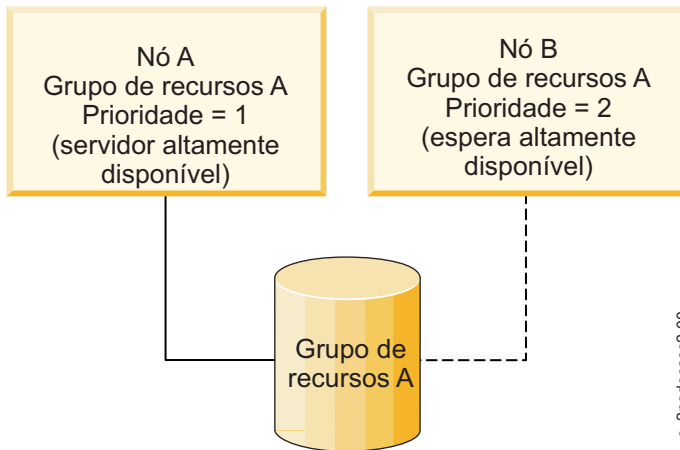 Nó A
Grupo de recursos A
Prioridade = 1
(servidor altamente
disponível)
Nó B
Grupo de recursos A
Prioridade = 2
(espera altamente
disponível)
Grupo de
recursos A